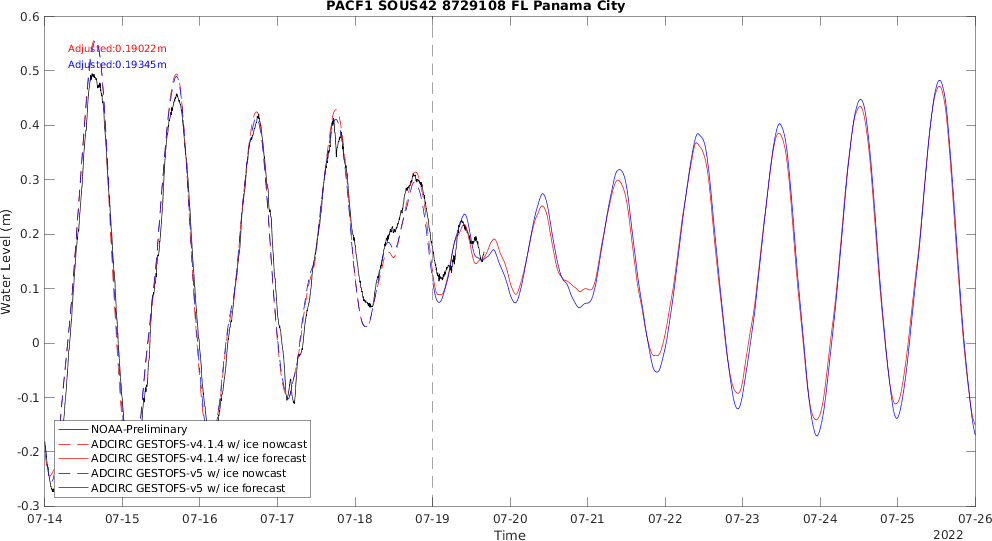 PACF1 SOUS42 8729108 FL Panama City
0.6
0.5
0.4
0.3
0.2
0.1
0
-0.1
-0.2
-0.3
Water Level (m)
Adjusted:0.19022m
Adjusted:0.19345m
NOAA-Preliminary
ADCIRC GESTOFS-v4.1.4 w/ ice nowcast
ADCIRC GESTOFS-v4.1.4 w/ ice forecast
ADCIRC GESTOFS-v5 w/ ice nowcast
ADCIRC GESTOFS-v5 w/ ice forecast
07-14 07-15 07-16 07-17 07-18 07-19 07-20 07-21 07-22 07-23 07-24 07-25 07-26
Time
2022